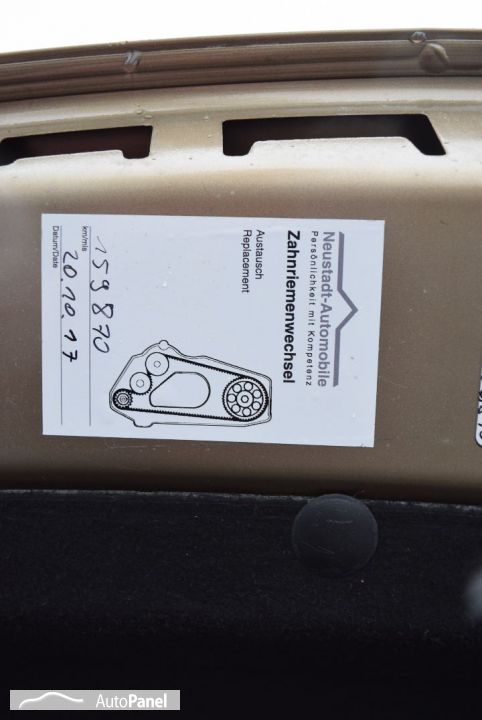 Neustadt-Automobile
Persönlichkeit mit Kompetenz
Zahnriemenwechsel
Austausch
Replacement
159870
km/mls
20.10.17
Datum/Date
AutoPanel